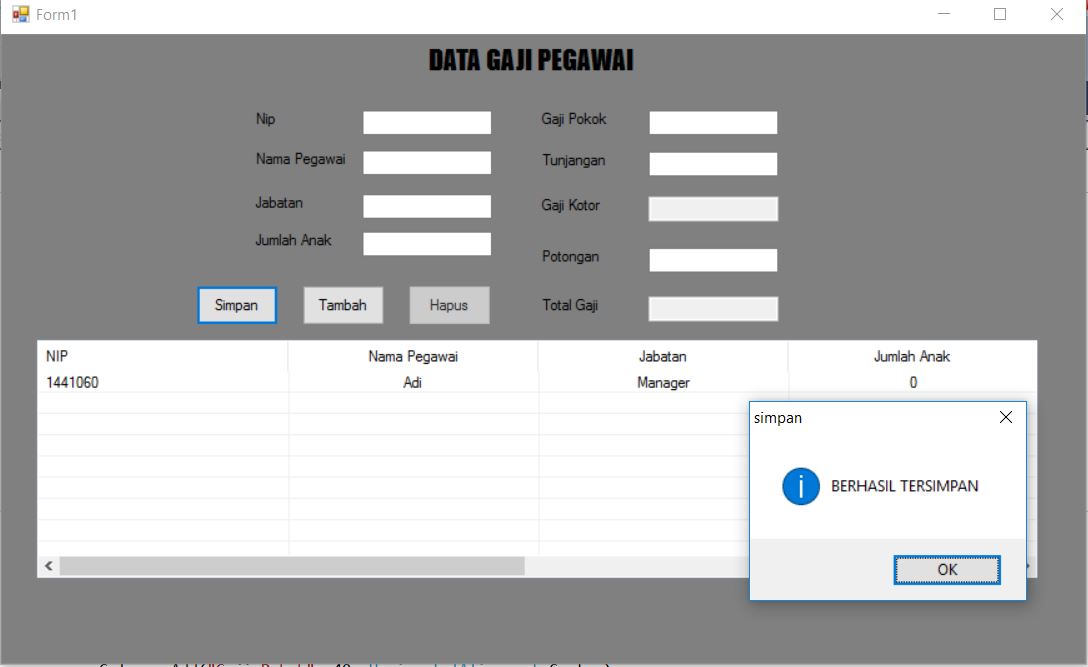 Form1
DATA GAJI PEGAWAI
Nip
Gaji Pokok
Nama Pegawai
Tunjangan
Jabatan
Gaji Kotor
Jumlah Anak
Potongan
Simpan Tambah Hapus
Total Gaji
NIP Nama Pegawai Jabatan Jumlah Anak
1441060 Adi Manager 0
simpan
BERHASIL TERSIMPAN
OK